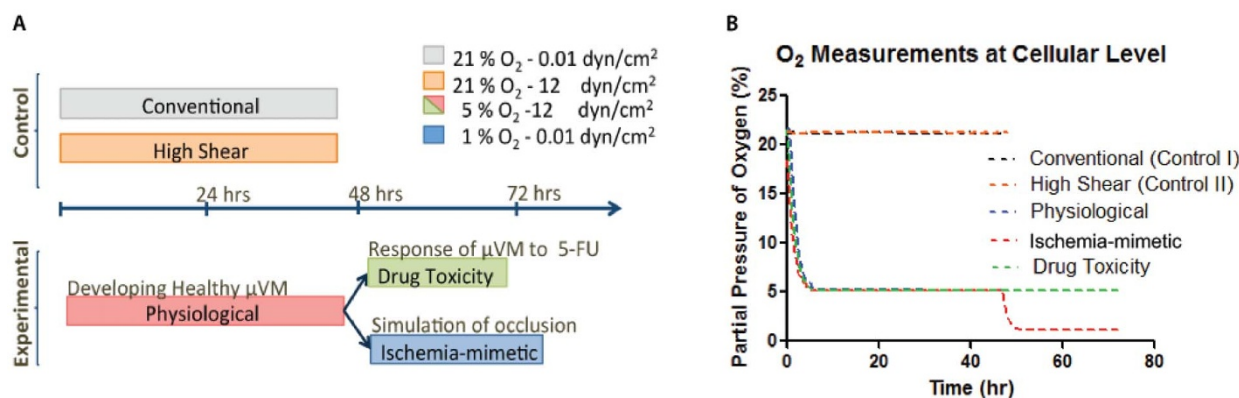 A
Control
Conventional
High Shear
21 % O₂ - 0.01 dyn/cm²
21 % O₂ - 12 dyn/cm²
5 % O₂ -12 dyn/cm²
1 % O₂ - 0.01 dyn/cm²
24 hrs
48 hrs
72 hrs
Experimental
Developing Healthy µVM
Physiological
Response of µVM to 5-FU
Drug Toxicity
Simulation of occlusion
Ischemia-mimetic
B
O₂ Measurements at Cellular Level
Partial Pressure of Oxygen (%)
25
20
15
10
5
0
Conventional (Control I)
High Shear (Control II)
Physiological
Ischemia-mimetic
Drug Toxicity
0
20
40
60
80
Time (hr)